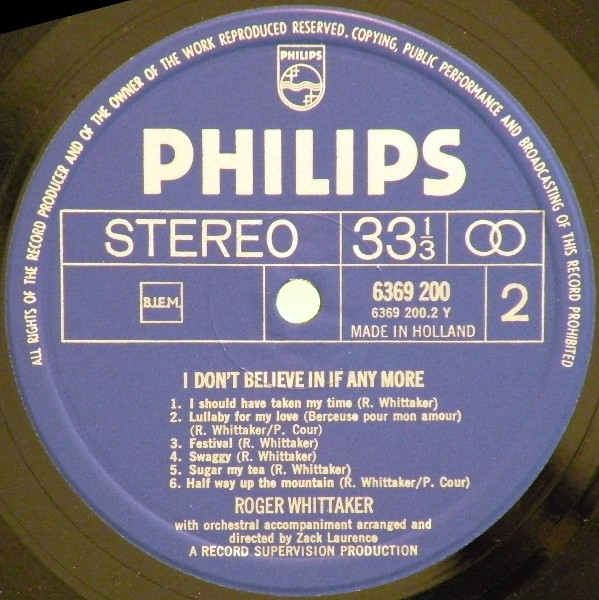 ALL RIGHTS OF THE RECORD PRODUCER AND OF THE OWNER OF THE WORK REPRODUCED RESERVED. COPYING, PUBLIC PERFORMANCE AND BROADCASTING OF THIS RECORD PROHIBITED
PHILIPS
PHILIPS
STEREO 33 1/3
B.I.E.M. 6369 200 2
6369 200.2 Y
MADE IN HOLLAND
I DON'T BELIEVE IN IF ANY MORE
1. I should have taken my time (R. Whittaker)
2. Lullaby for my love (Berceuse pour mon amour)
(R. Whittaker/P. Cour)
3. Festival (R. Whittaker)
4. Swaggy (R. Whittaker)
5. Sugar my tea (R. Whittaker)
6. Half way up the mountain (R. Whittaker/P. Cour)
ROGER WHITTAKER
with orchestral accompaniment arranged and
directed by Zack Laurence
A RECORD SUPERVISION PRODUCTION